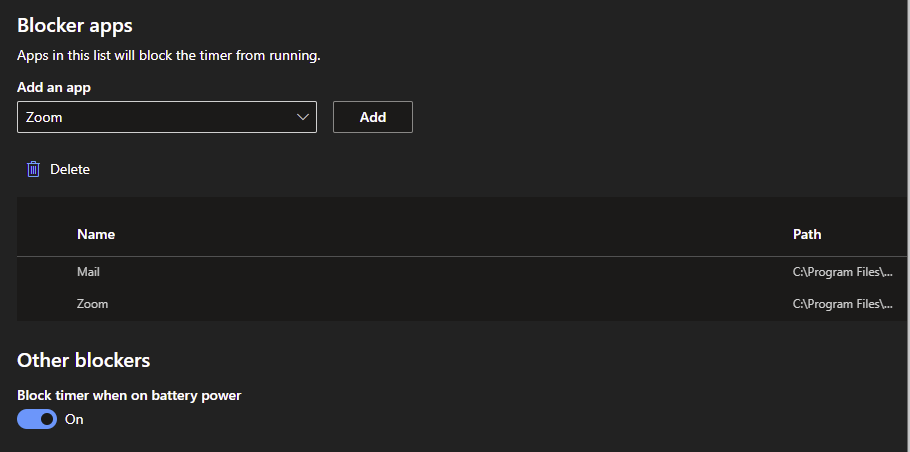 Blocker apps
Apps in this list will block the timer from running.
Add an app
Zoom Add
Delete
Name Path
Mail C:\Program Files\...
Zoom C:\Program Files\...
Other blockers
Block timer when on battery power
On